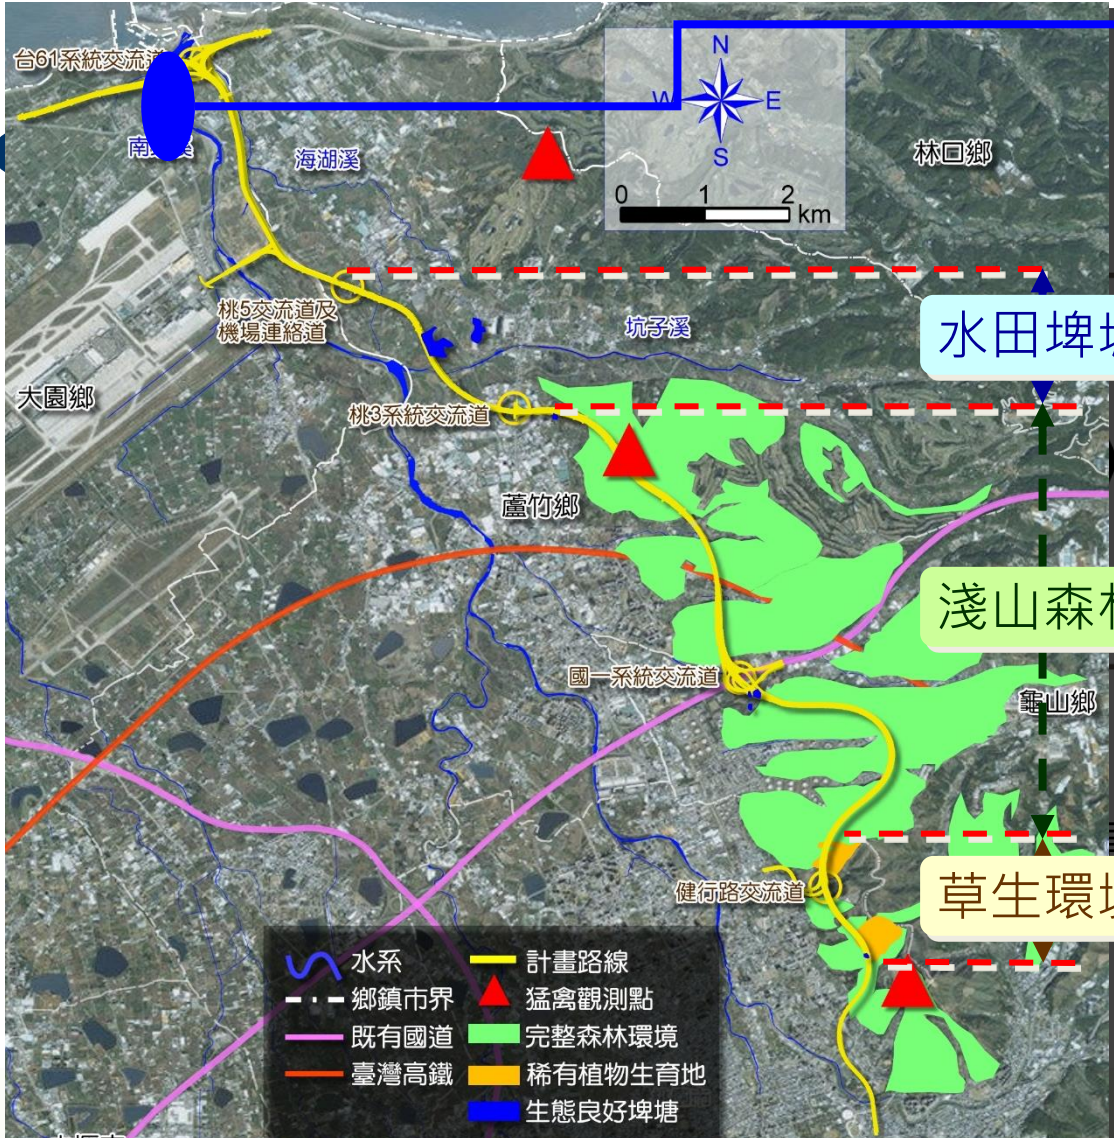 台61系統交流道
N
W
E
S
0 1 2 km
林口鄉
海湖溪
桃5交流道及
機場連絡道
坑子溪
水田埤
大園鄉
桃3系統交流道
蘆竹鄉
淺山森
國一系統交流道
龜山鄉
健行路交流道
草生環
水系
計畫路線
鄉鎮市界
猛禽觀測點
既有國道
完整森林環境
臺灣高鐵
稀有植物生育地
生態良好埤塘